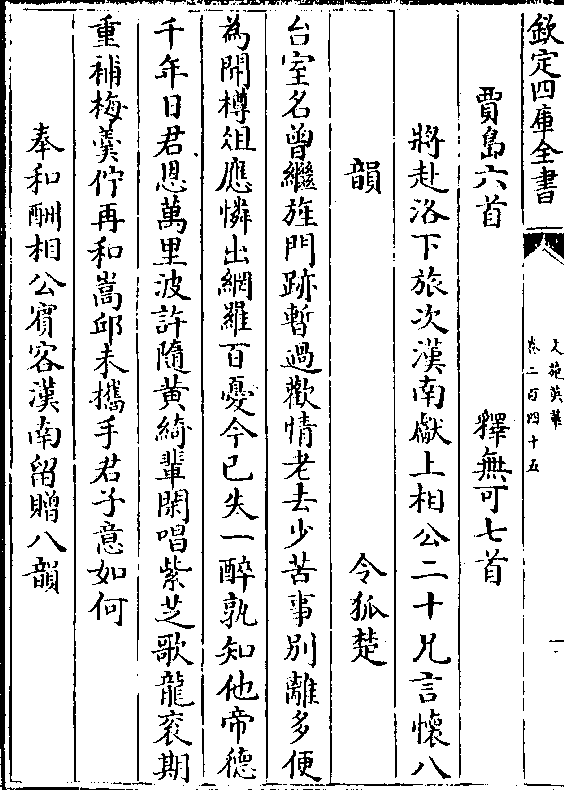 欽定四庫全書
文苑英華
卷二百四十五
一
賈島六首 釋無可七首
將赴洛下旅次漢南獻上相公二十兄言懷八
韻 令狐楚
台室名曾繼旌門跡暫過歡情老去少苦事别離多便
為開樽俎應憐出網羅百憂今已失一醉孰知他帝德
千年日君恩萬里波許隨黄綺輩閑唱紫芝歌龍衮期
重補梅羮佇再和嵩邱未攜手君子意如何
奉和酬相公賓客漢南留贈八韻